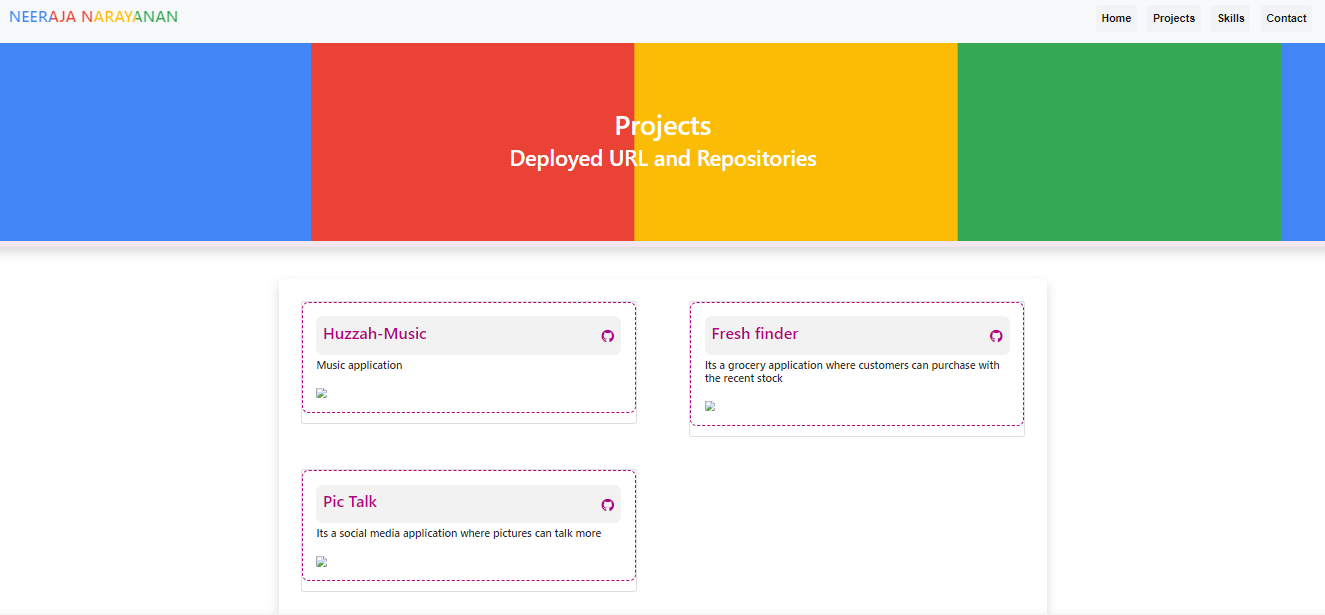 NEERAJA NARAYANAN
Home Projects Skills Contact
Projects
Deployed URL and Repositories
Huzzah-Music
Music application
Fresh finder
Its a grocery application where customers can purchase with
the recent stock
Pic Talk
Its a social media application where pictures can talk more